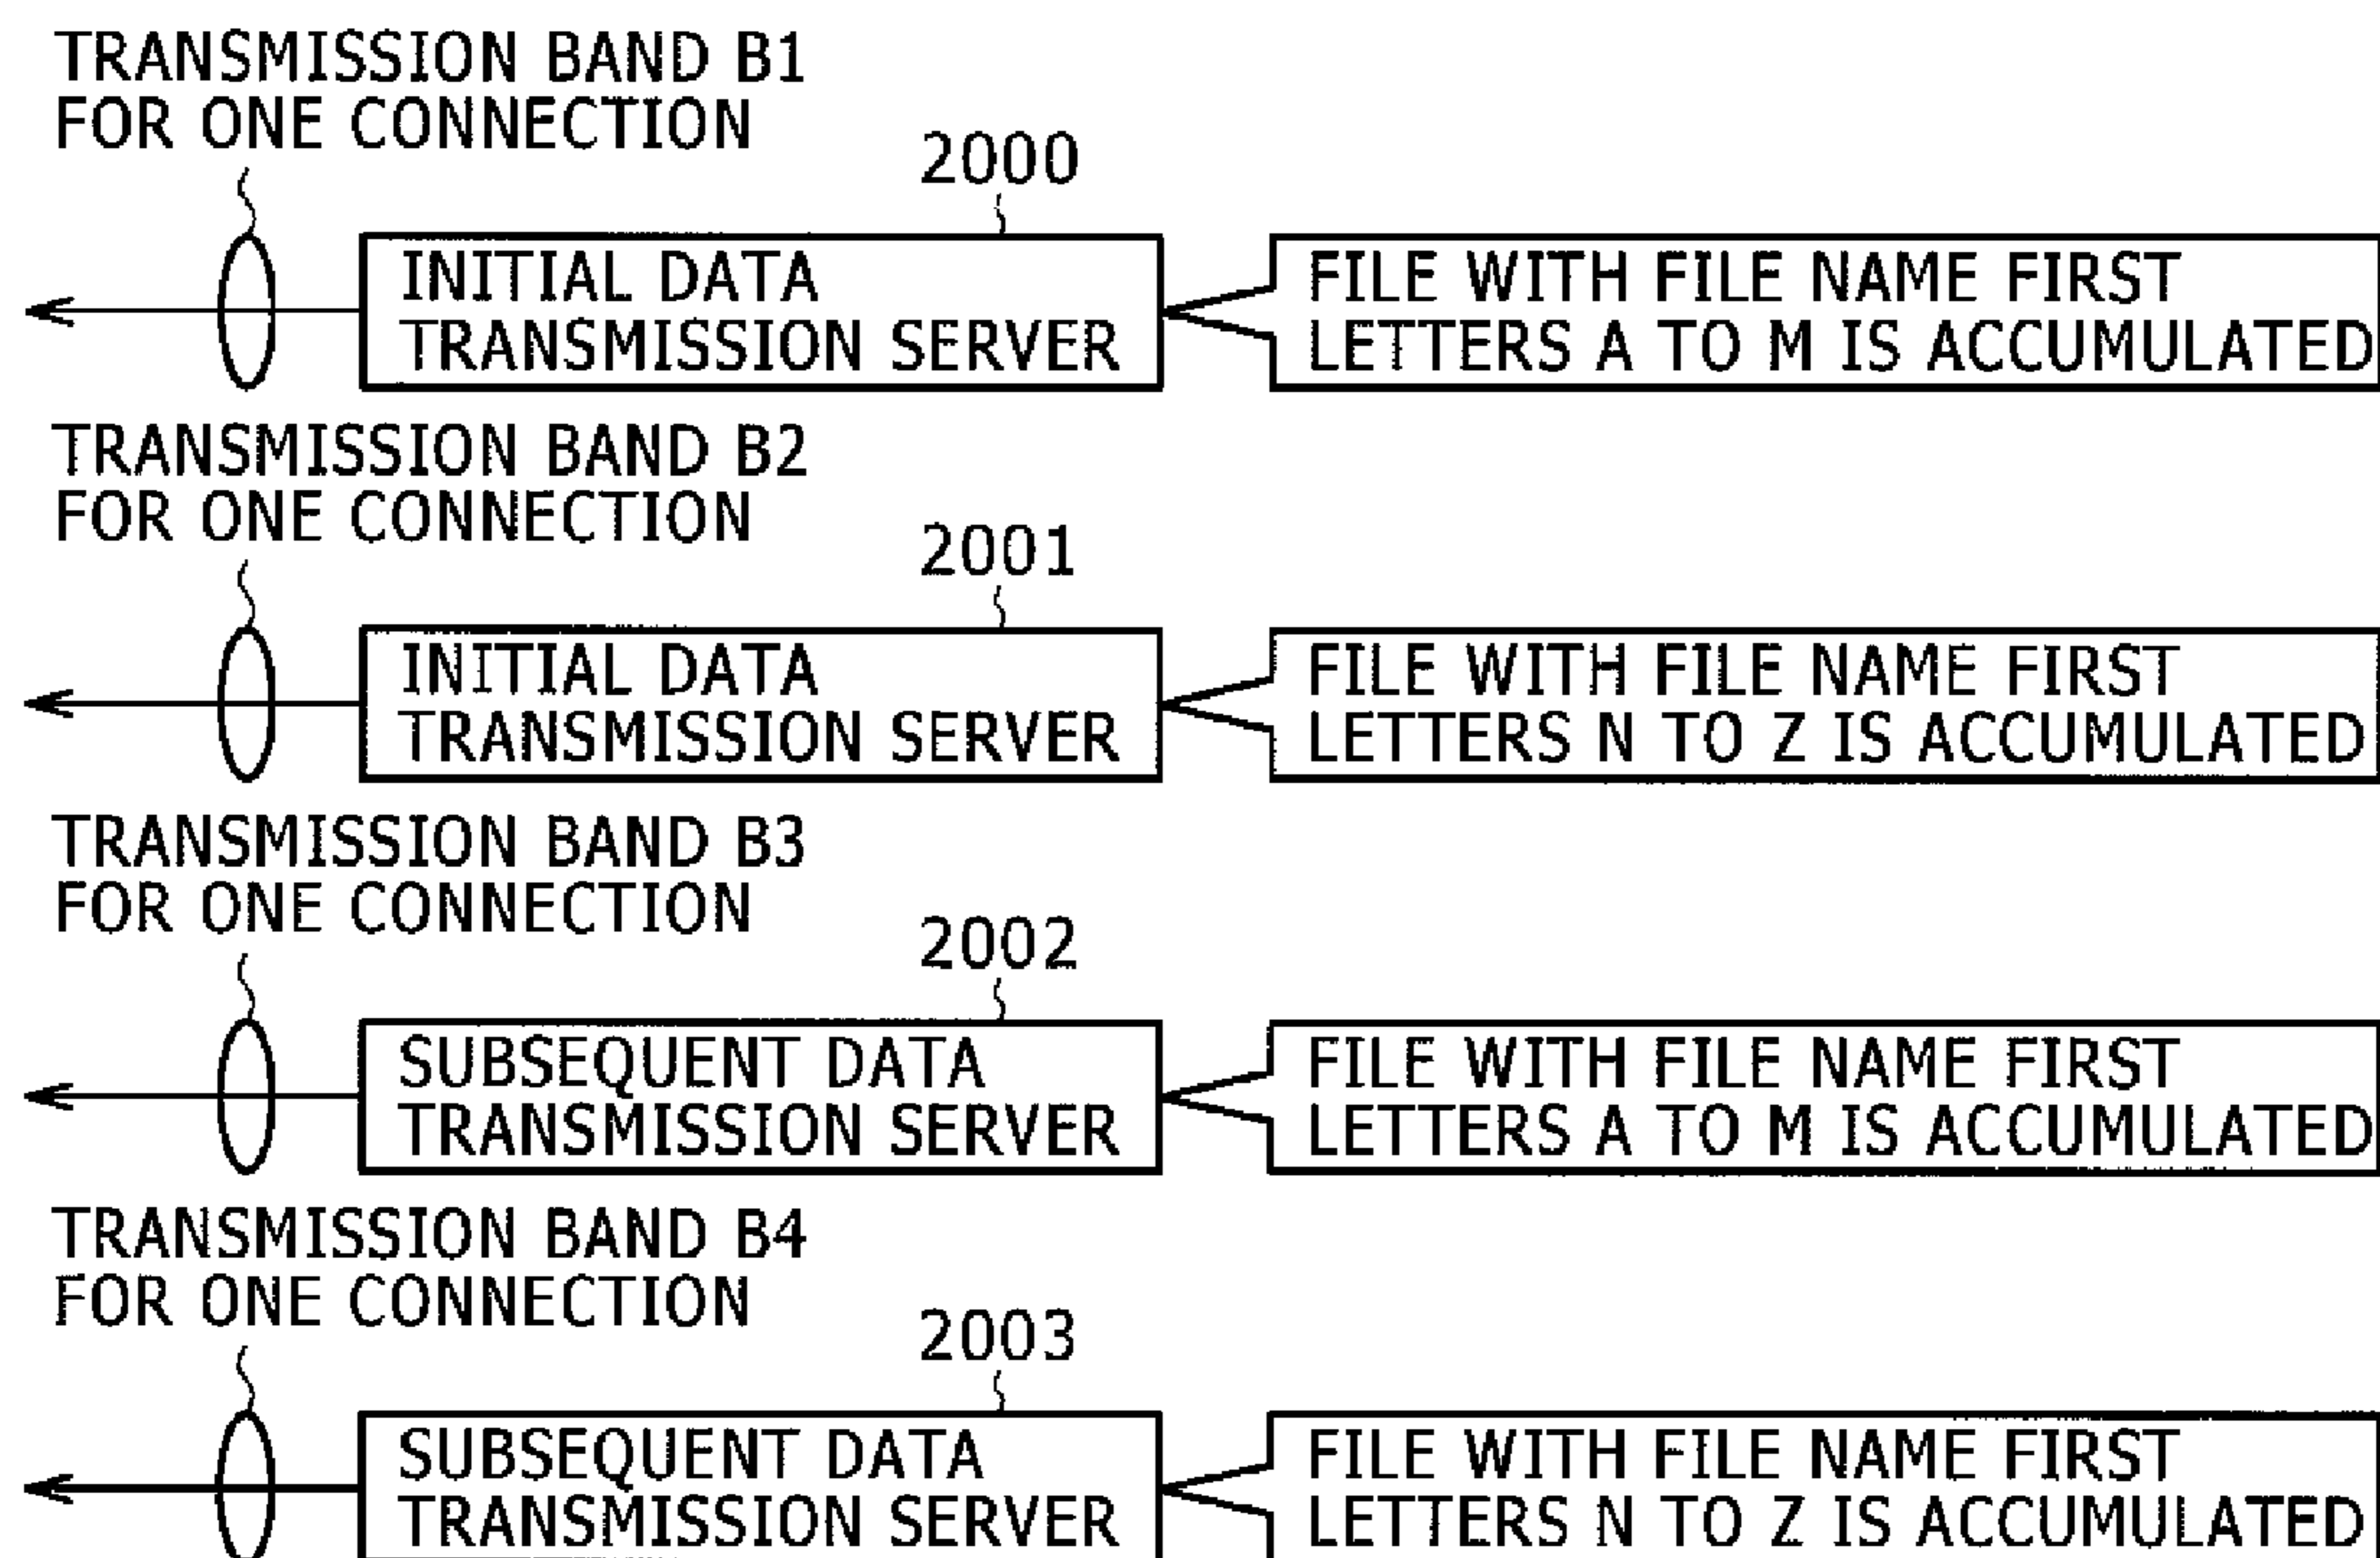 TRANSMISSION BAND B1
FOR ONE CONNECTION
2000
INITIAL DATA
TRANSMISSION SERVER
FILE WITH FILE NAME FIRST
LETTERS A TO M IS ACCUMULATED
TRANSMISSION BAND B2
FOR ONE CONNECTION
2001
INITIAL DATA
TRANSMISSION SERVER
FILE WITH FILE NAME FIRST
LETTERS N TO Z IS ACCUMULATED
TRANSMISSION BAND B3
FOR ONE CONNECTION
2002
SUBSEQUENT DATA
TRANSMISSION SERVER
FILE WITH FILE NAME FIRST
LETTERS A TO M IS ACCUMULATED
TRANSMISSION BAND B4
FOR ONE CONNECTION
2003
SUBSEQUENT DATA
TRANSMISSION SERVER
FILE WITH FILE NAME FIRST
LETTERS N TO Z IS ACCUMULATED